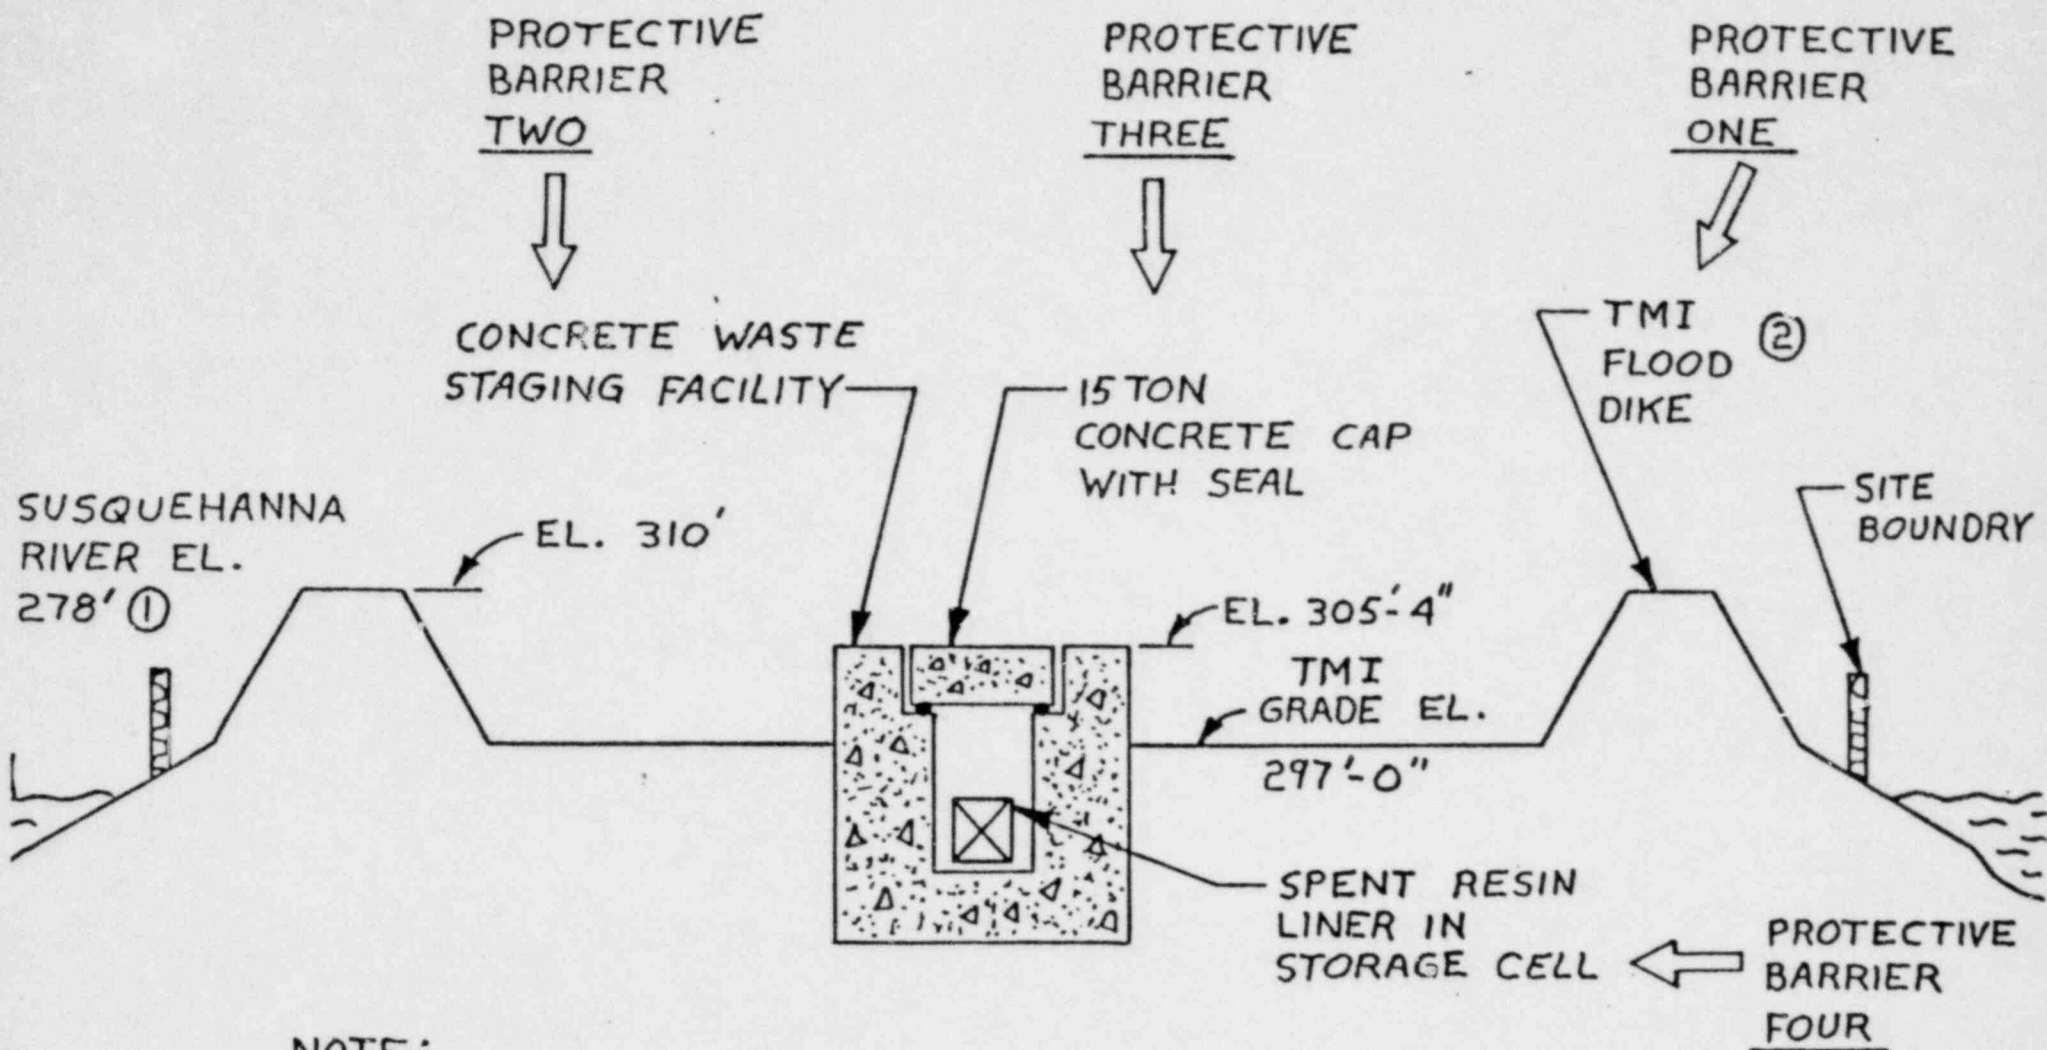 PROTECTIVE
BARRIER
TWO
PROTECTIVE
BARRIER
THREE
PROTECTIVE
BARRIER
ONE
CONCRETE WASTE
STAGING FACILITY
15 TON
CONCRETE CAP
WITH SEAL
TMI
FLOOD
DIKE
②
SUSQUEHANNA
RIVER EL.
278' ①
EL. 310'
SITE
BOUNDRY
EL. 305'-4"
TMI
GRADE EL.
297'-0"
SPENT RESIN
LINER IN
STORAGE CELL
PROTECTIVE
BARRIER
FOUR
NOTE: